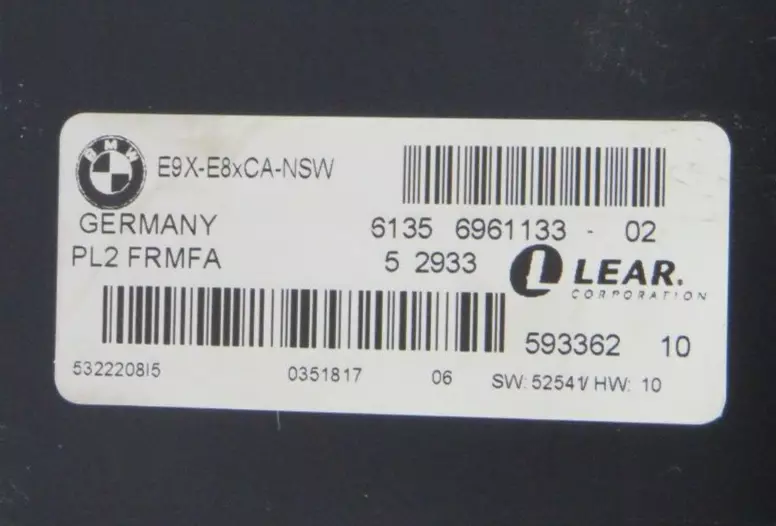 BMW
E9X-E8xCA-NSW
GERMANY
6135 6961133 - 02
PL2 FRMFA
5 2933
LEAR.
CORPORATION
593362 10
532220815
0351817
06
SW: 52541/ HW: 10